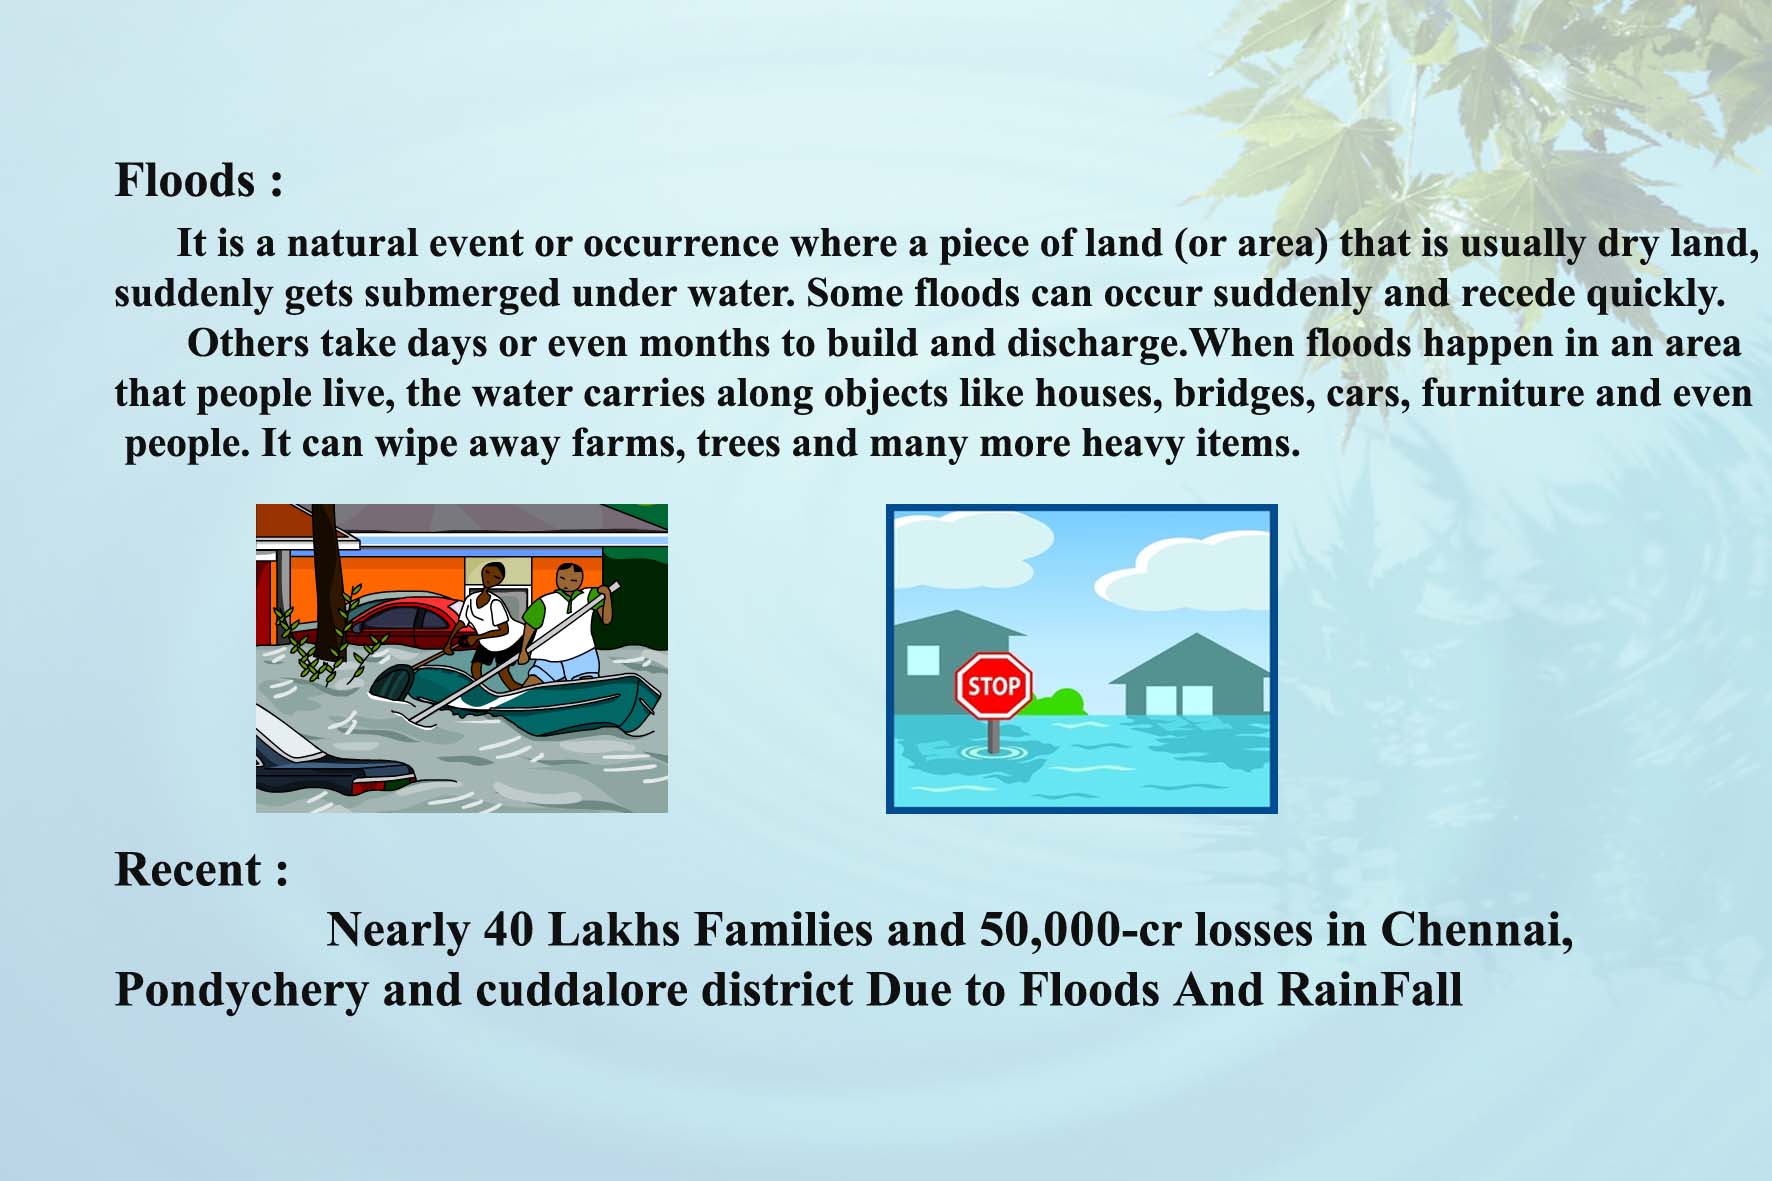 Floods :
It is a natural event or occurrence where a piece of land (or area) that is usually dry land,
suddenly gets submerged under water. Some floods can occur suddenly and recede quickly.
Others take days or even months to build and discharge.When floods happen in an area
that people live, the water carries along objects like houses, bridges, cars, furniture and even
people. It can wipe away farms, trees and many more heavy items.
STOP
Recent :
Nearly 40 Lakhs Families and 50,000-cr losses in Chennai,
Pondychery and cuddalore district Due to Floods And RainFall